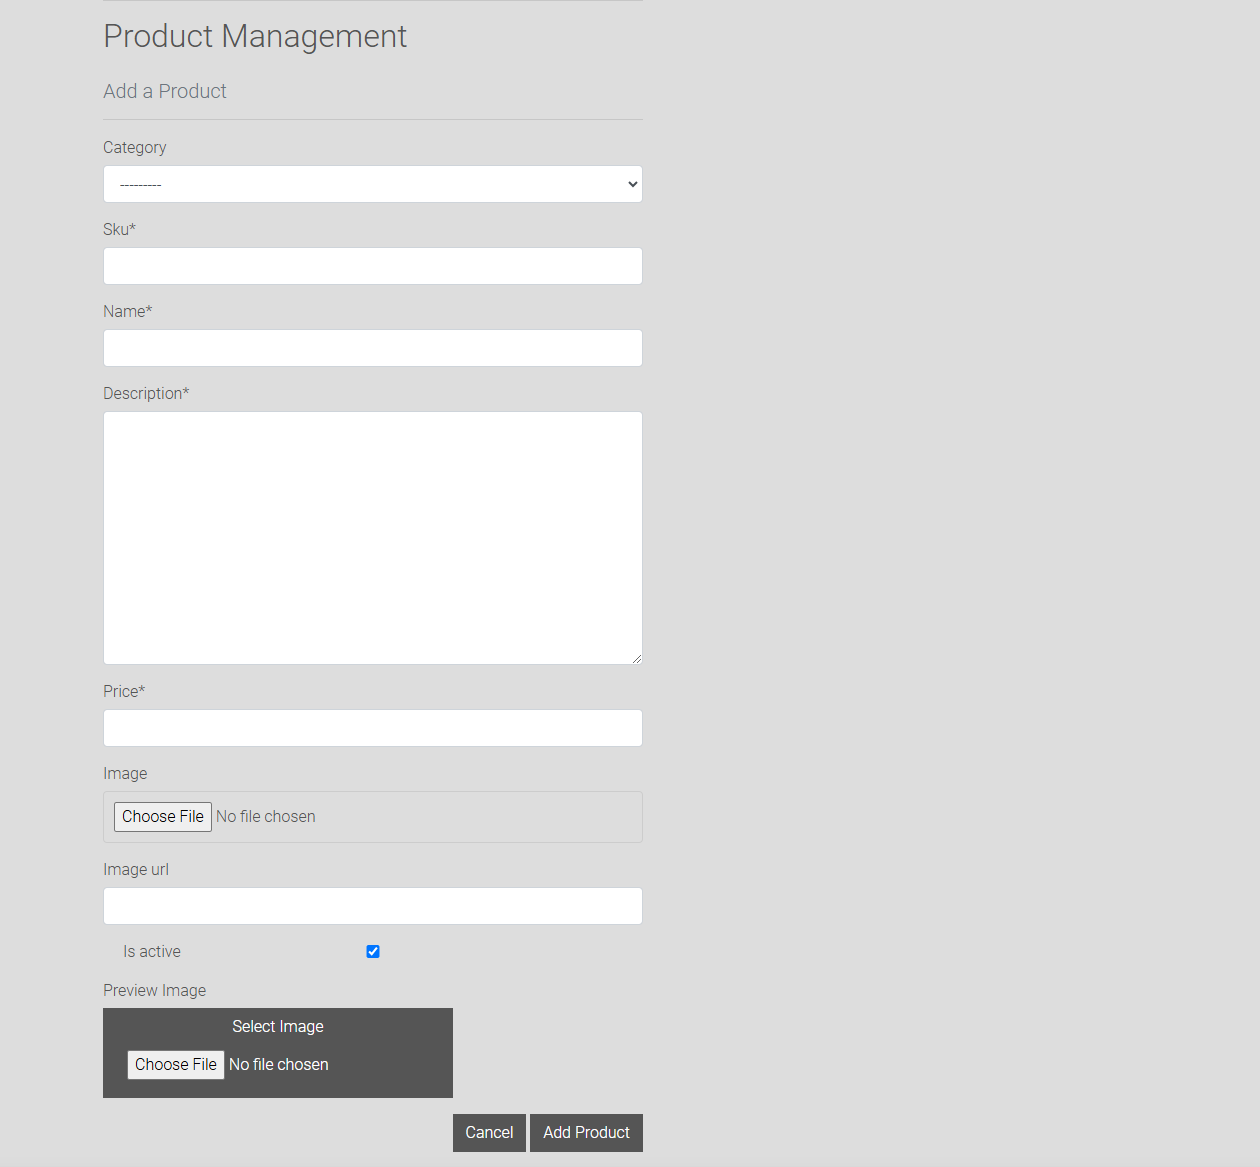 Product Management
Add a Product
Category
---------
Sku*
Name*
Description*
Price*
Image
Choose File No file chosen
Image url
Is active
Preview Image
Select Image
Choose File No file chosen
Cancel Add Product